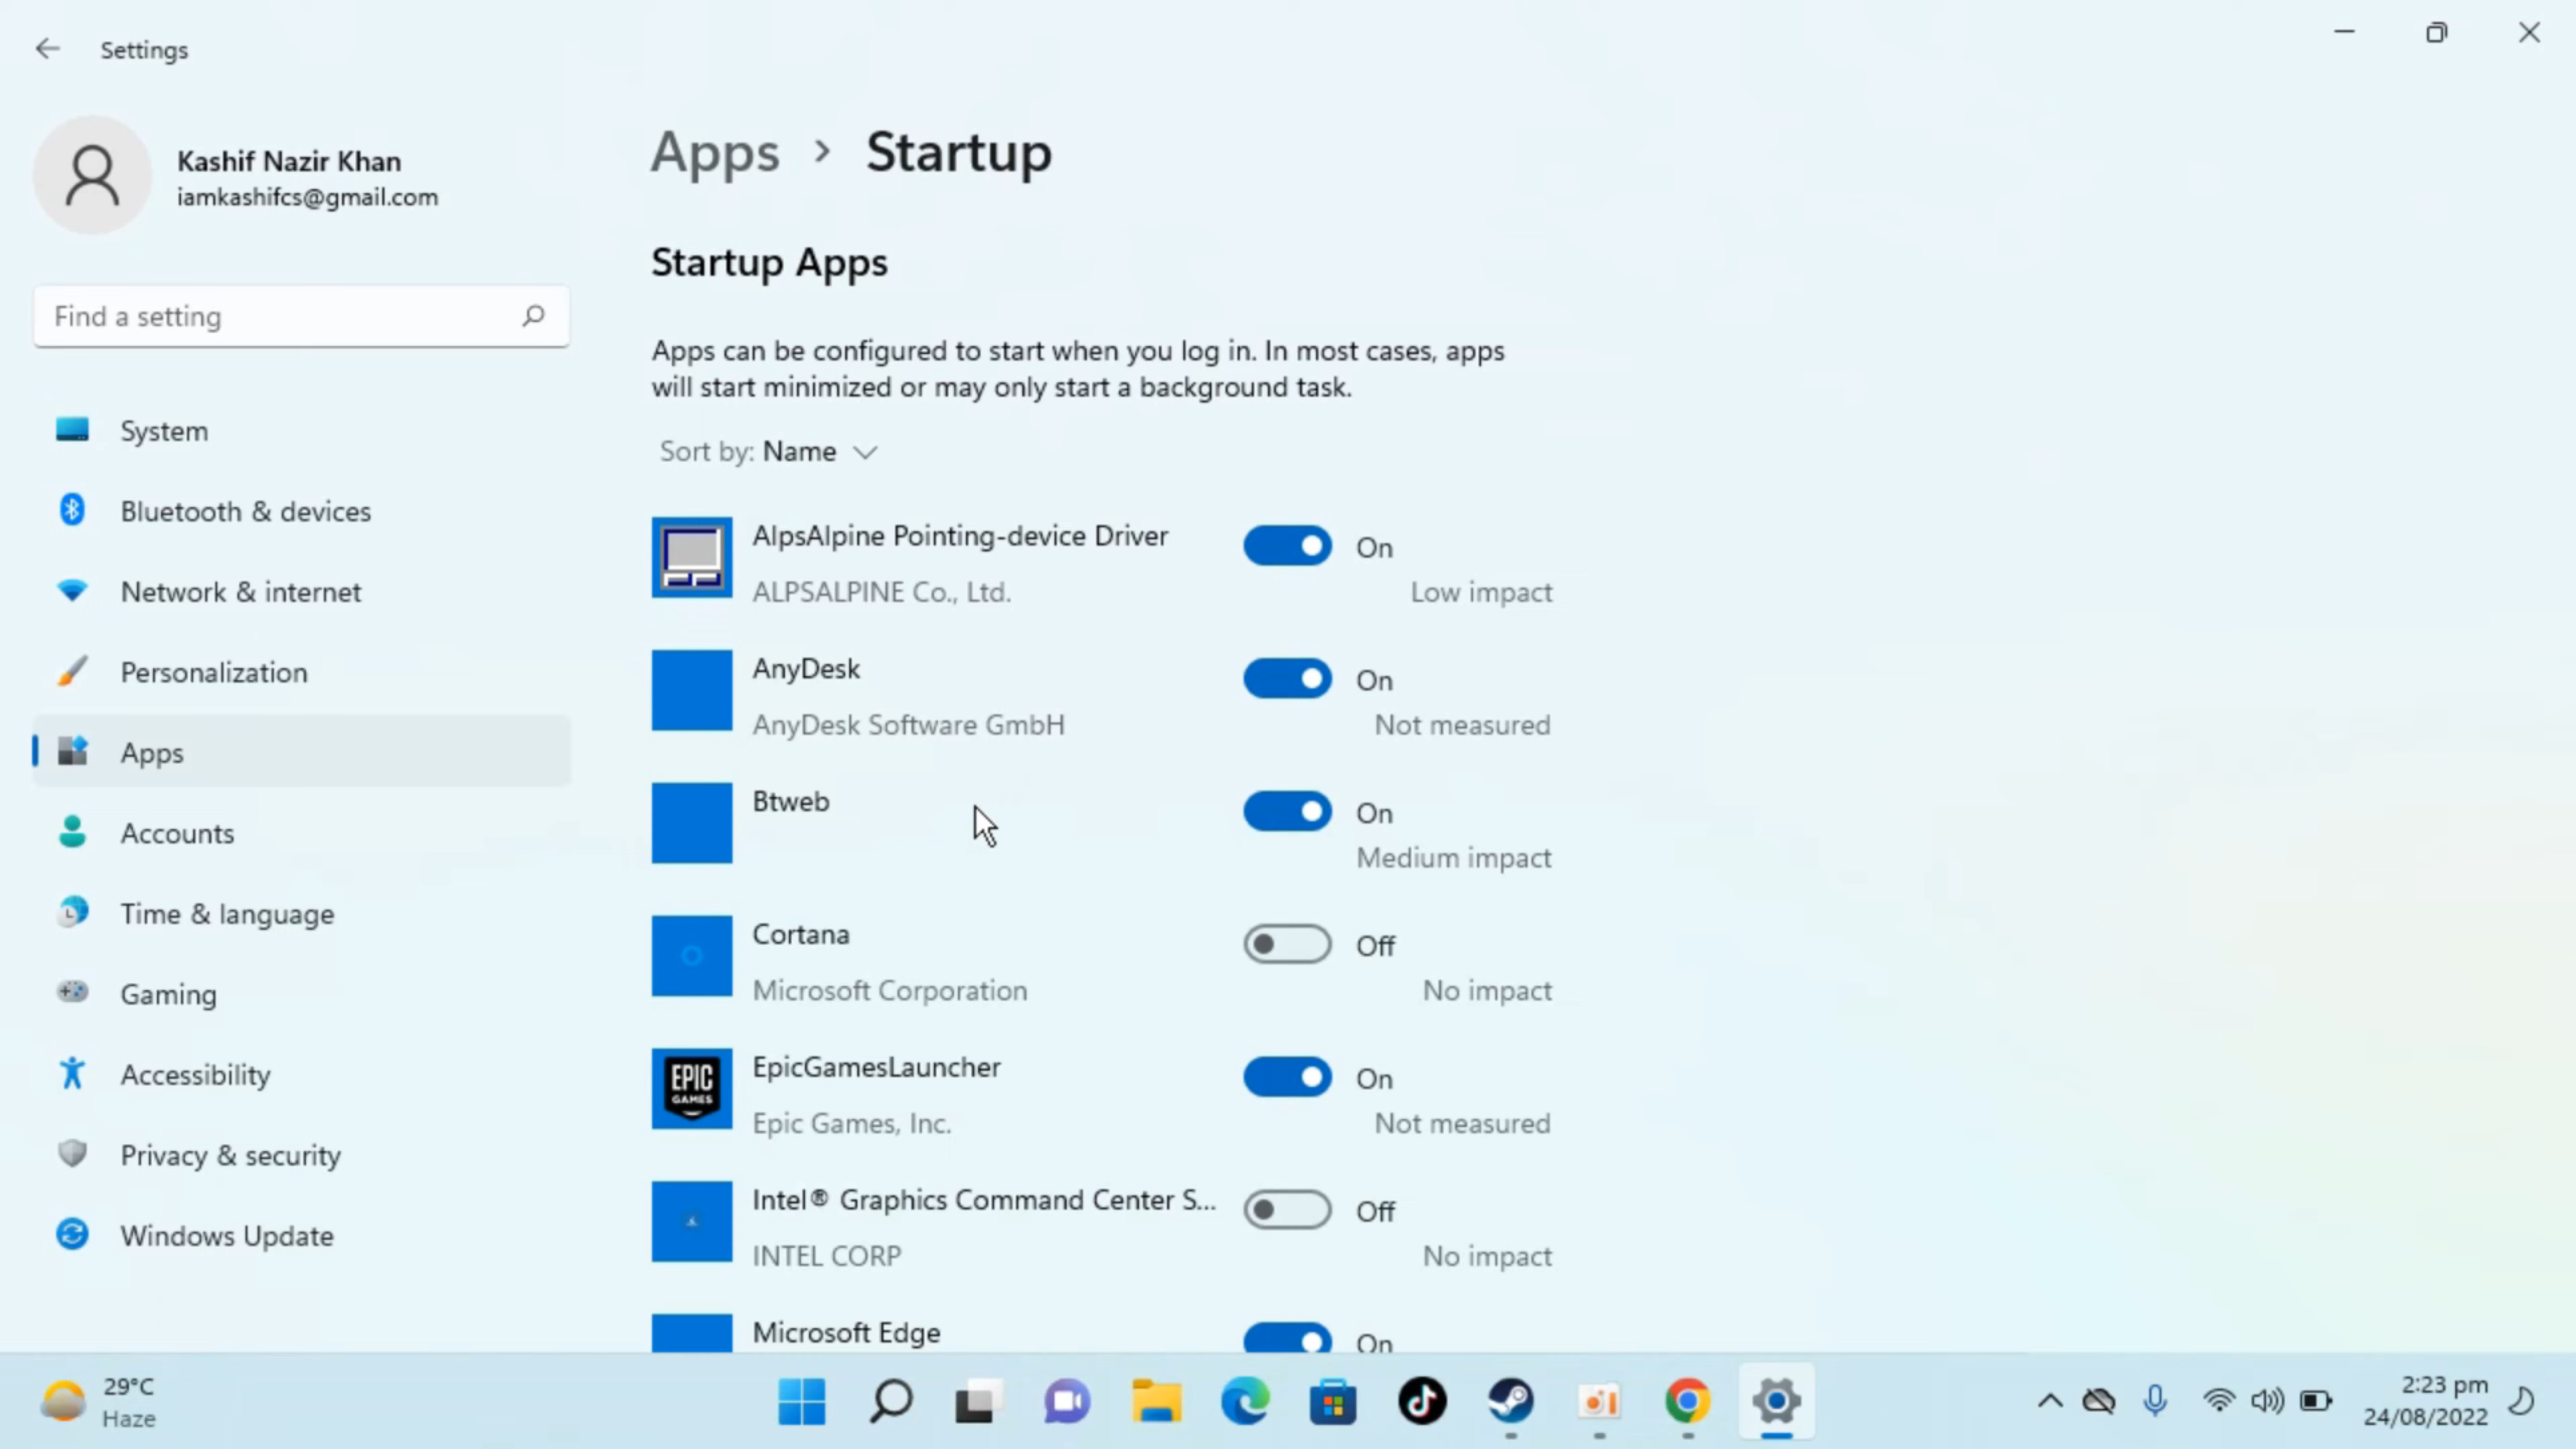 Settings
Kashif Nazir Khan
iamkashifcs@gmail.com
Find a setting
System
Bluetooth & devices
Network & internet
Personalization
Apps
Accounts
Time & language
Gaming
Accessibility
Privacy & security
Windows Update
Apps > Startup
Startup Apps
Apps can be configured to start when you log in. In most cases, apps
will start minimized or may only start a background task.
Sort by: Name
AlpsAlpine Pointing-device Driver
On
ALPSALPINE Co., Ltd.
Low impact
AnyDesk
On
AnyDesk Software GmbH
Not measured
Btweb
On
Medium impact
Cortana
Off
Microsoft Corporation
No impact
EPIC
GAMES
EpicGamesLauncher
On
Epic Games, Inc.
Not measured
Intel® Graphics Command Center S...
Off
INTEL CORP
No impact
Microsoft Edge
On
29°C
Haze
2:23 pm
24/08/2022